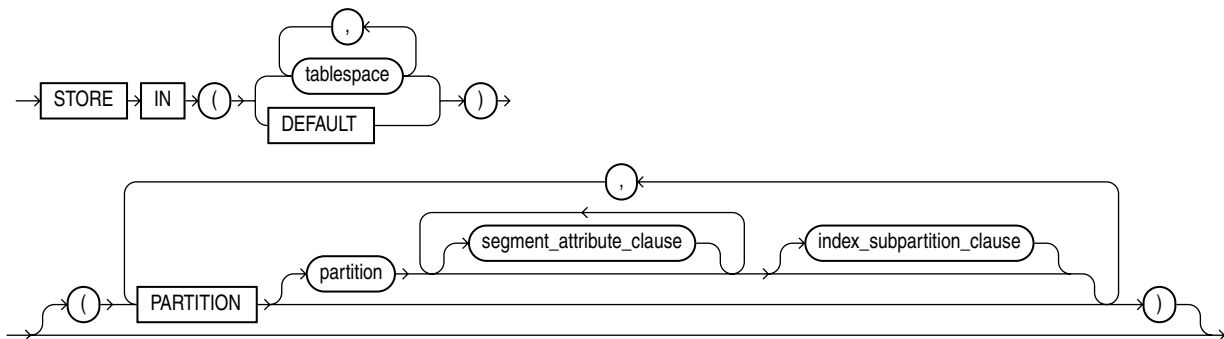 ,
tablespace
STORE IN ( DEFAULT )
,
segment_attribute_clause index_subpartition_clause
partition
( PARTITION )